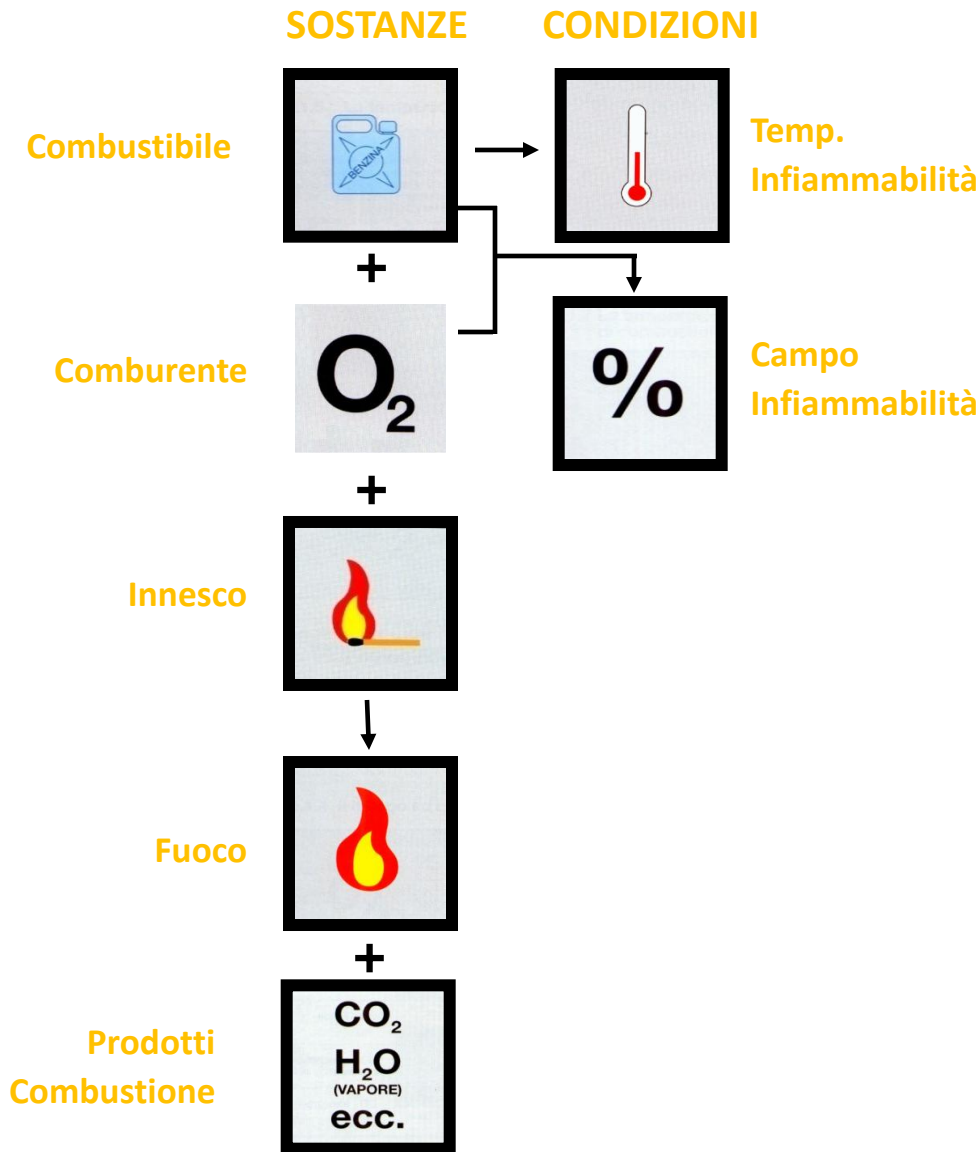 SOSTANZE CONDIZIONI
Combustibile
BENZINA
Temp.
Infiammabilità
+
Comburente
O₂
%
Campo
Infiammabilità
+
Innesco
Fuoco
+
Prodotti
Combustione
CO₂
H₂O
(VAPORE)
ecc.